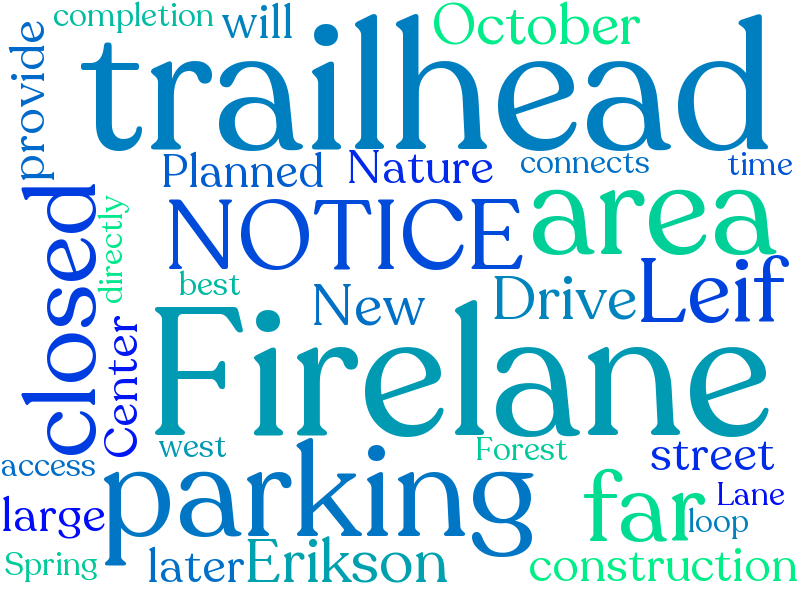 completion
will
October
provide
trailhead
Planned
Nature
connects
time
closed
directly
NOTICE
area
best
New
Drive
Leif
Center
Firelane
west
Forest
street
access
parking
large
far
Lane
loop
Spring
later
Erikson
construction